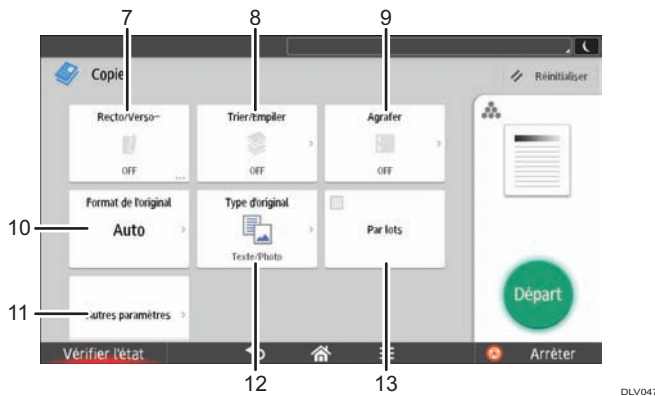 7 8 9
Copie
Réinitialiser
Recto/Verso~ Trier/Empiler Agrafer
OFF ... OFF OFF
Format de l'original Type d'original
10 Auto Par lots
Texte/Photo
Départ
11 Autres paramètres
Vérifier l'état Arrêter
12 13
DLV047